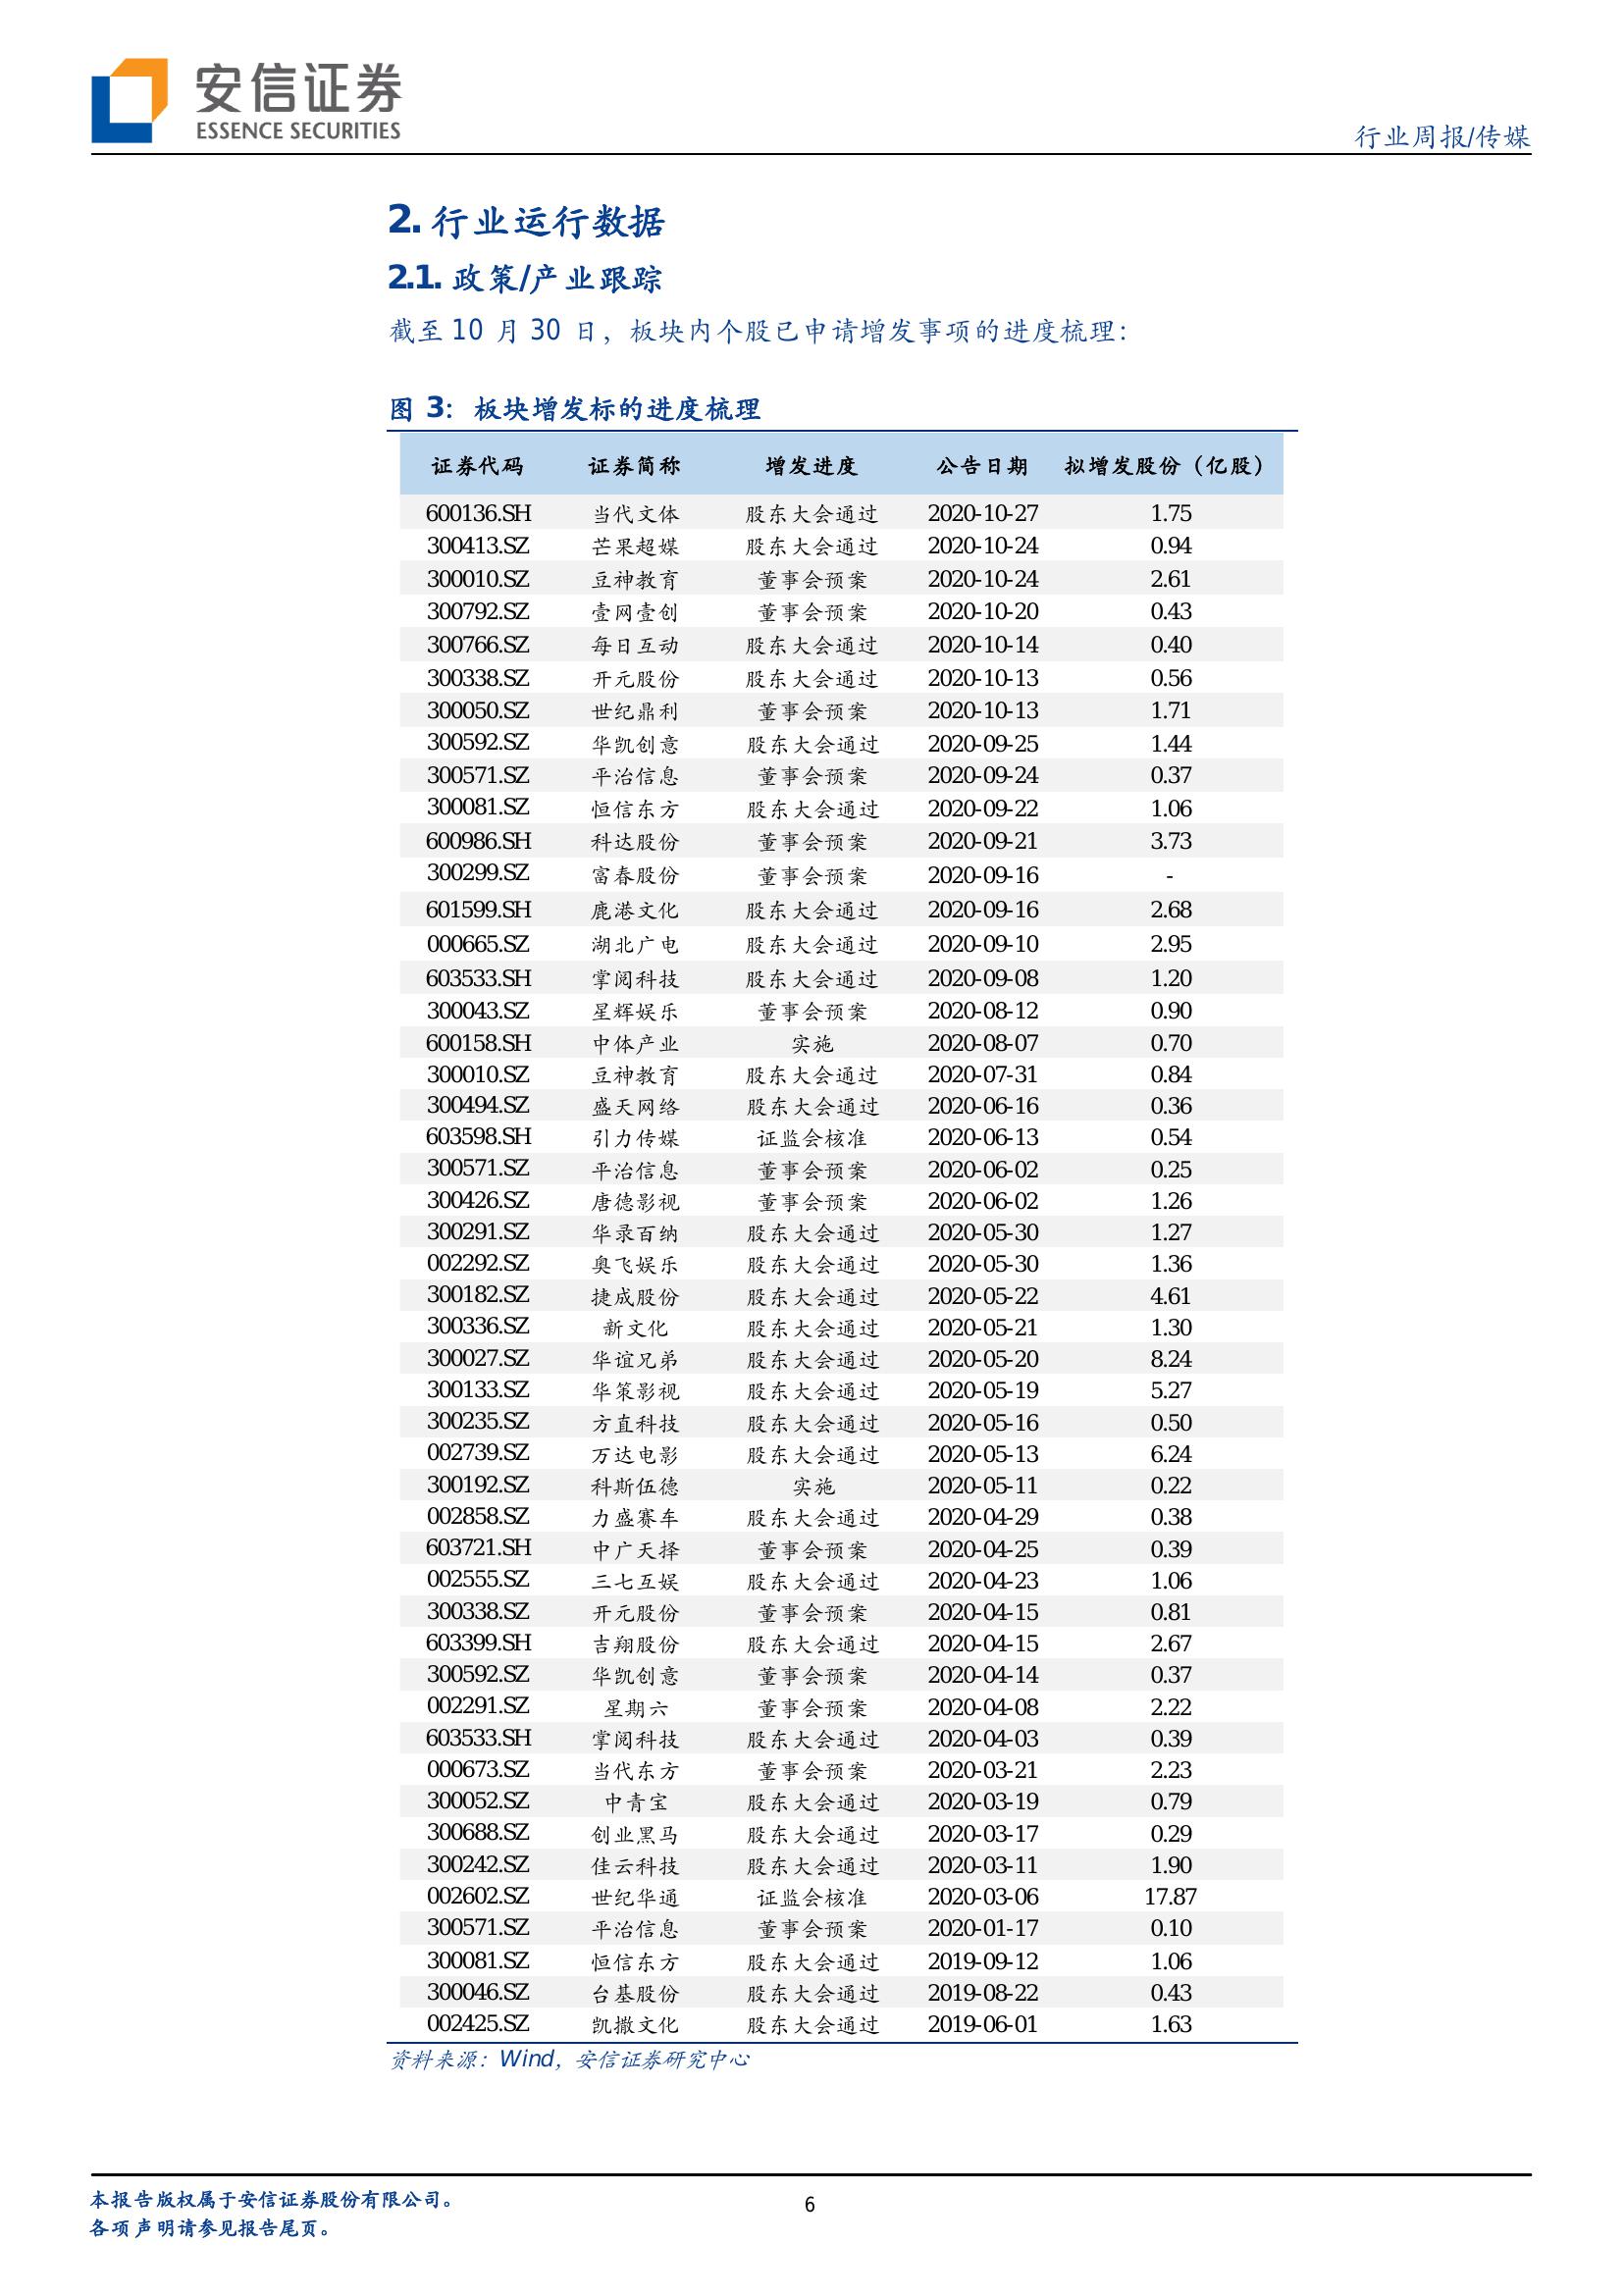 安信证券
ESSENCE SECURITIES
行业周报/传媒
2. 行业运行数据
2.1. 政策/产业跟踪
截至 10 月 30 日，板块内个股已申请增发事项的进度梳理：
图 3：板块增发标的进度梳理
证券代码 证券简称 增发进度 公告日期 拟增发股份（亿股）
600136.SH 当代文体 股东大会通过 2020-10-27 1.75
300413.SZ 芒果超媒 股东大会通过 2020-10-24 0.94
300010.SZ 豆神教育 董事会预案 2020-10-24 2.61
300792.SZ 壹网壹创 董事会预案 2020-10-20 0.43
300766.SZ 每日互动 股东大会通过 2020-10-14 0.40
300338.SZ 开元股份 股东大会通过 2020-10-13 0.56
300050.SZ 世纪鼎利 董事会预案 2020-10-13 1.71
300592.SZ 华凯创意 股东大会通过 2020-09-25 1.44
300571.SZ 平治信息 董事会预案 2020-09-24 0.37
300081.SZ 恒信东方 股东大会通过 2020-09-22 1.06
600986.SH 科达股份 董事会预案 2020-09-21 3.73
300299.SZ 富春股份 董事会预案 2020-09-16 -
601599.SH 鹿港文化 股东大会通过 2020-09-16 2.68
000665.SZ 湖北广电 股东大会通过 2020-09-10 2.95
603533.SH 掌阅科技 股东大会通过 2020-09-08 1.20
300043.SZ 星辉娱乐 董事会预案 2020-08-12 0.90
600158.SH 中体产业 实施 2020-08-07 0.70
300010.SZ 豆神教育 股东大会通过 2020-07-31 0.84
300494.SZ 盛天网络 股东大会通过 2020-06-16 0.36
603598.SH 引力传媒 证监会核准 2020-06-13 0.54
300571.SZ 平治信息 董事会预案 2020-06-02 0.25
300426.SZ 唐德影视 董事会预案 2020-06-02 1.26
300291.SZ 华录百纳 股东大会通过 2020-05-30 1.27
002292.SZ 奥飞娱乐 股东大会通过 2020-05-30 1.36
300182.SZ 捷成股份 股东大会通过 2020-05-22 4.61
300336.SZ 新文化 股东大会通过 2020-05-21 1.30
300027.SZ 华谊兄弟 股东大会通过 2020-05-20 8.24
300133.SZ 华策影视 股东大会通过 2020-05-19 5.27
300235.SZ 方直科技 股东大会通过 2020-05-16 0.50
002739.SZ 万达电影 股东大会通过 2020-05-13 6.24
300192.SZ 科斯伍德 实施 2020-05-11 0.22
002858.SZ 力盛赛车 股东大会通过 2020-04-29 0.38
603721.SH 中广天择 董事会预案 2020-04-25 0.39
002555.SZ 三七互娱 股东大会通过 2020-04-23 1.06
300338.SZ 开元股份 董事会预案 2020-04-15 0.81
603399.SH 吉翔股份 股东大会通过 2020-04-15 2.67
300592.SZ 华凯创意 董事会预案 2020-04-14 0.37
002291.SZ 星期六 董事会预案 2020-04-08 2.22
603533.SH 掌阅科技 股东大会通过 2020-04-03 0.39
000673.SZ 当代东方 董事会预案 2020-03-21 2.23
300052.SZ 中青宝 股东大会通过 2020-03-19 0.79
300688.SZ 创业黑马 股东大会通过 2020-03-17 0.29
300242.SZ 佳云科技 股东大会通过 2020-03-11 1.90
002602.SZ 世纪华通 证监会核准 2020-03-06 17.87
300571.SZ 平治信息 董事会预案 2020-01-17 0.10
300081.SZ 恒信东方 股东大会通过 2019-09-12 1.06
300046.SZ 台基股份 股东大会通过 2019-08-22 0.43
002425.SZ 凯撒文化 股东大会通过 2019-06-01 1.63
资料来源：Wind，安信证券研究中心
本报告版权属于安信证券股份有限公司。
各项声明请参见报告尾页。
6